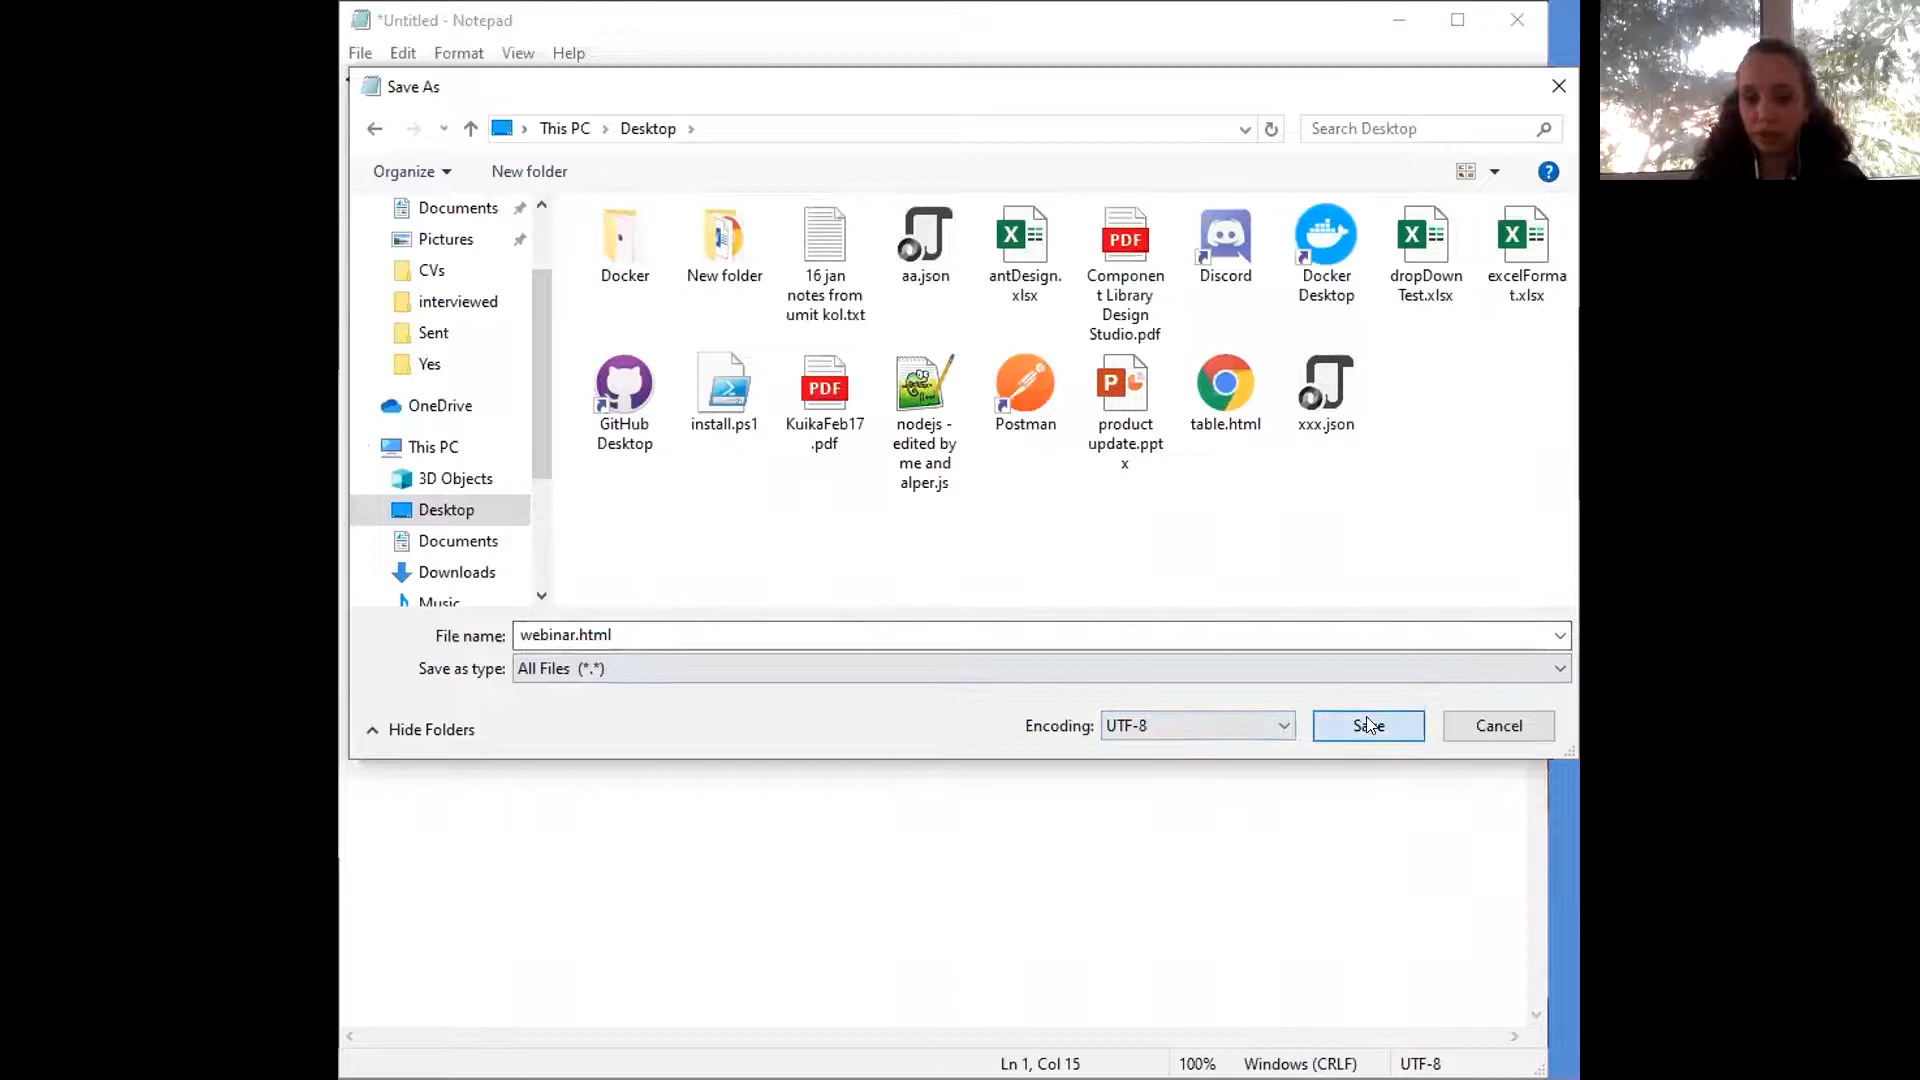 *Untitled - Notepad
File Edit Format View Help
Save As
This PC Desktop
Search Desktop
Organize New folder
Documents
Pictures
CVs
interviewed
Sent
Yes
OneDrive
This PC
3D Objects
Desktop
Documents
Downloads
Music
Docker
New folder
16 jan
notes from
umit kol.txt
aa.json
antDesign.
xlsx
Componen
t Library
Design
Studio.pdf
Discord
Docker
Desktop
dropDown
Test.xlsx
excelForma
t.xlsx
GitHub
Desktop
install.ps1
KuikaFeb17
.pdf
nodejs -
edited by
me and
alper.js
Postman
product
update.ppt
x
table.html
xxx.json
File name: webinar.html
Save as type: All Files (*.*)
Hide Folders
Encoding: UTF-8 Save Cancel
Ln 1, Col 15 100% Windows (CRLF) UTF-8